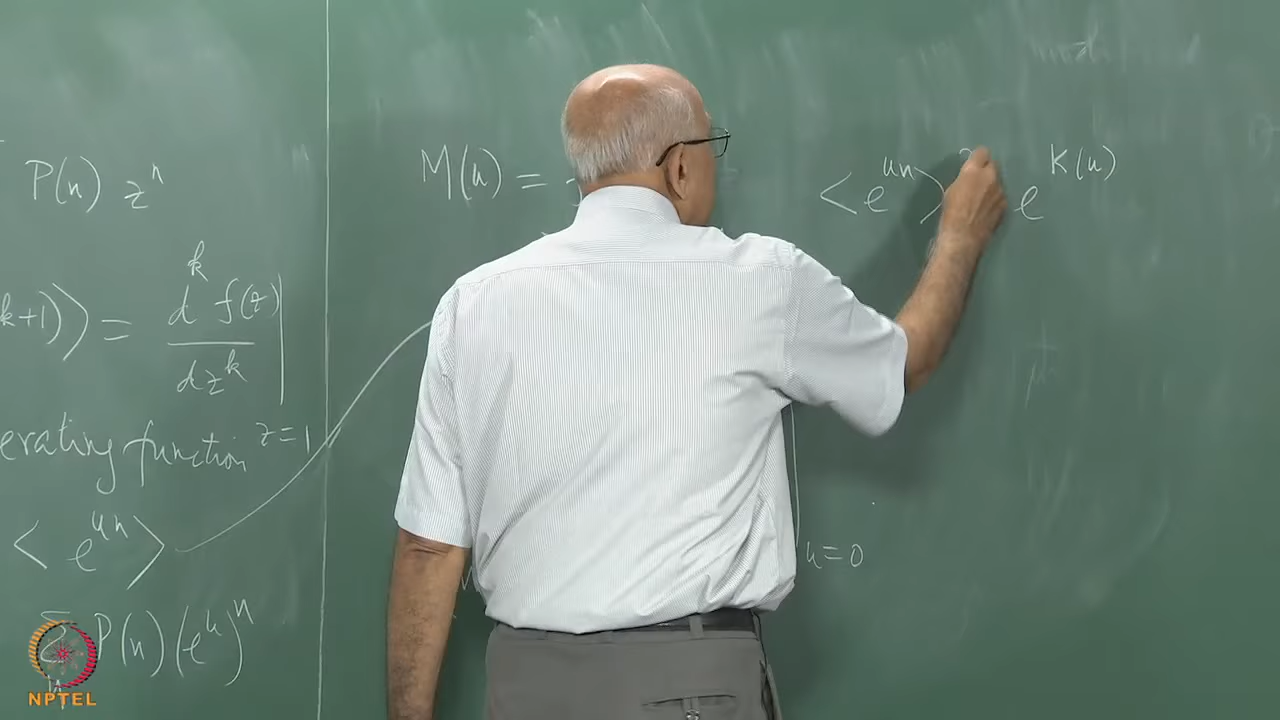 P(n) z^n
k+1)⟩ = d^k f(z) / dz^k |
erating function z=1
⟨ e^{un} ⟩
Σ P(n) (e^u)^n
M(u) =
u=0
<e^{un}> e^{K(u)}
NPTEL